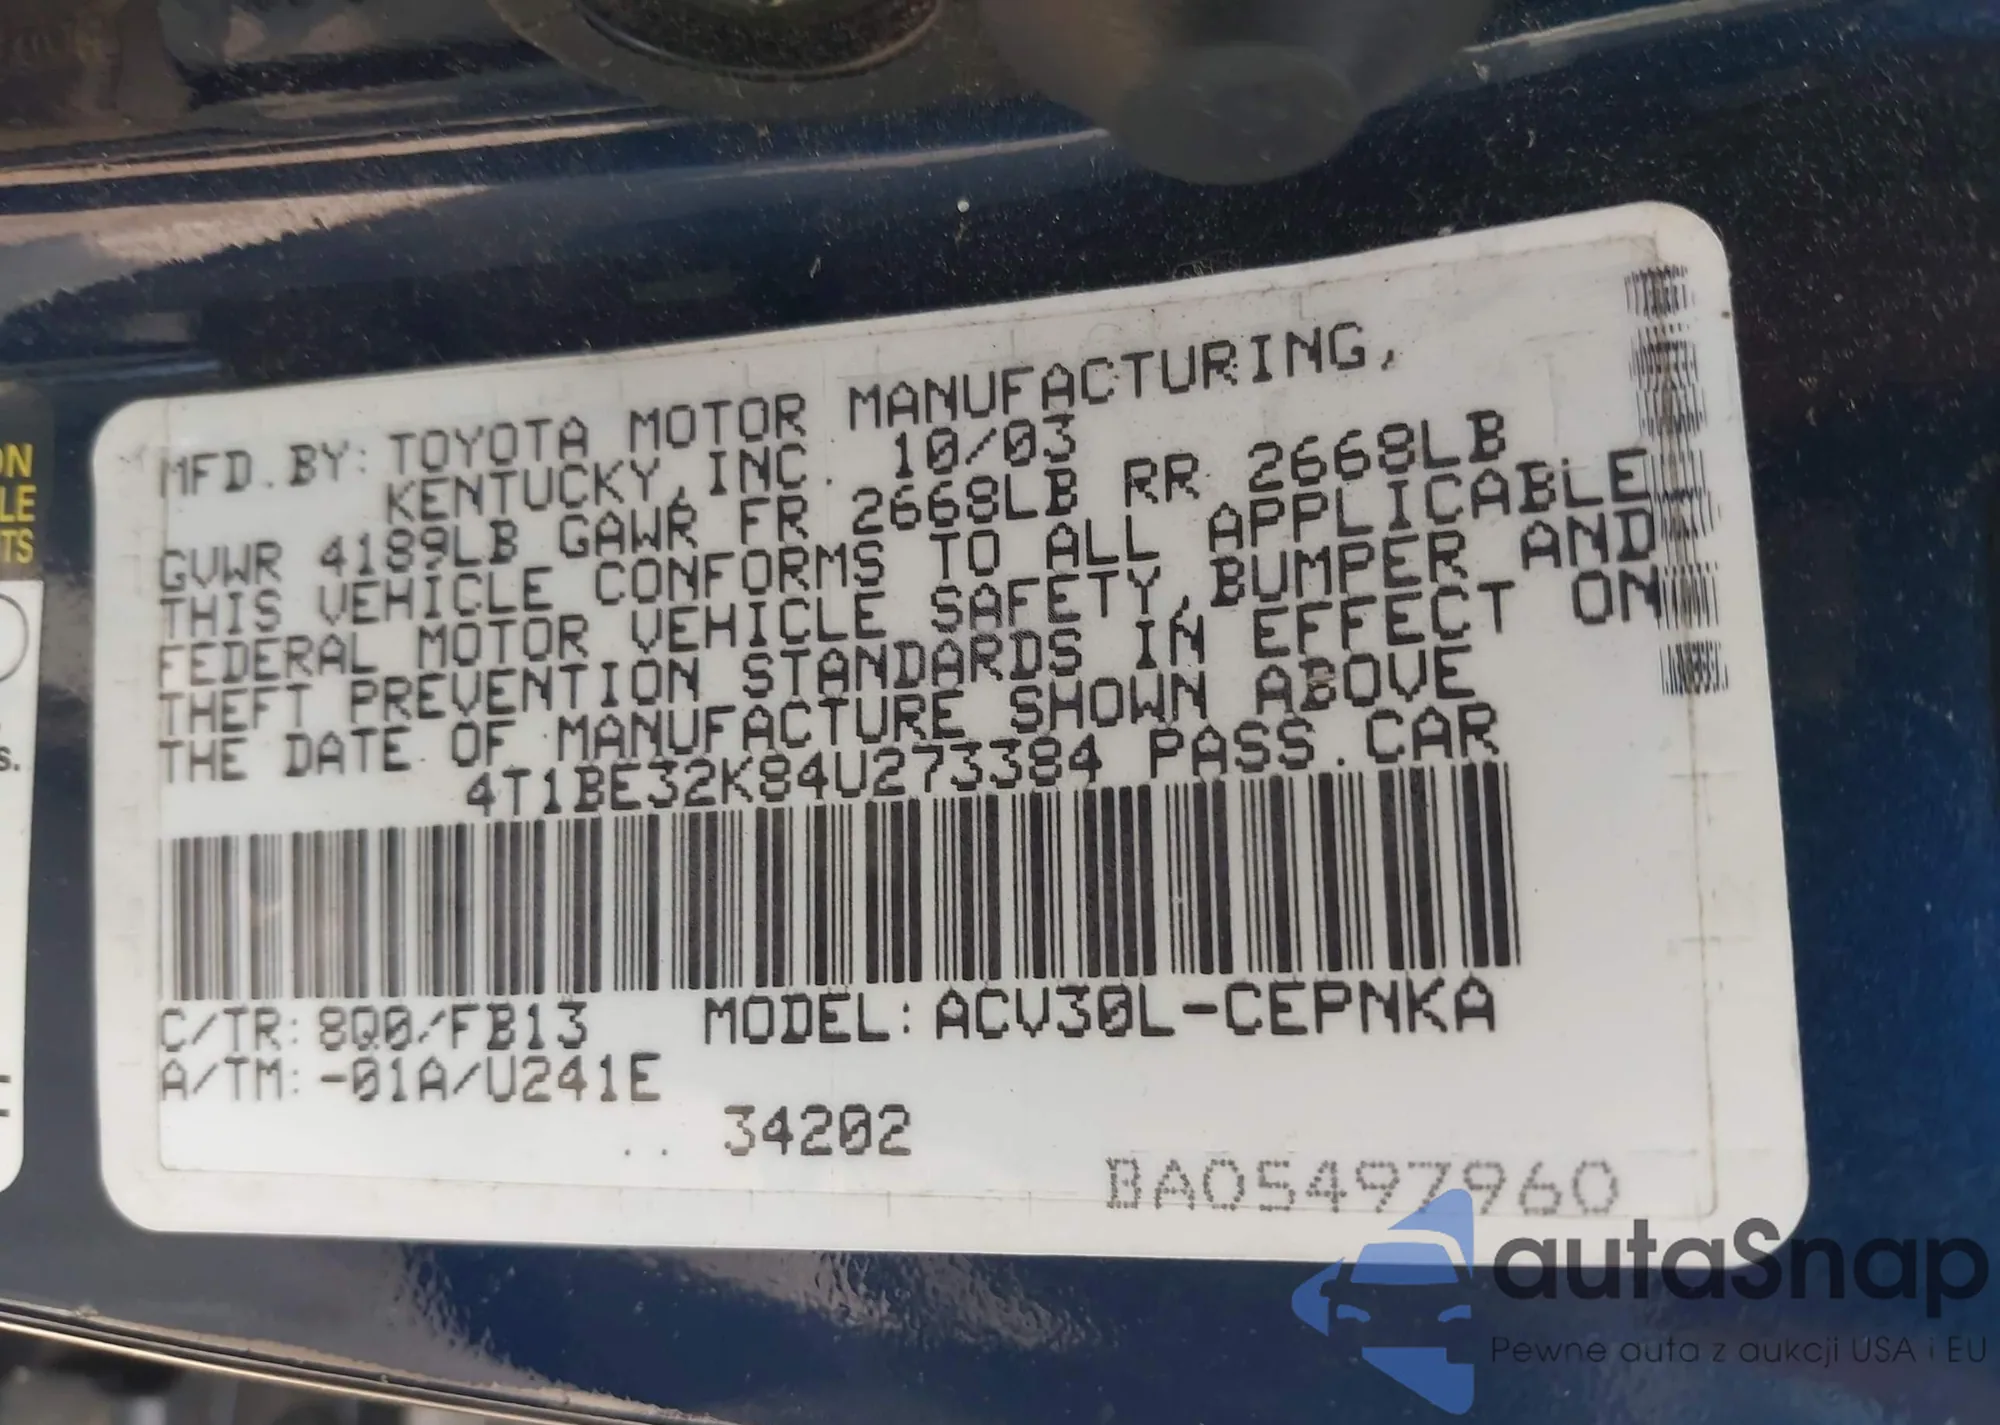 ON
LE
TS
s.
MFD.BY: TOYOTA MOTOR MANUFACTURING,
KENTUCKY,INC. 10/03
GVWR 4189LB GAWR FR 2668LB RR 2668LB
THIS VEHICLE CONFORMS TO ALL APPLICABLE
FEDERAL MOTOR VEHICLE SAFETY,BUMPER AND
THEFT PREVENTION STANDARDS IN EFFECT ON
THE DATE OF MANUFACTURE SHOWN ABOVE
4T1BE32K84U273384 PASS.CAR
C/TR: 8Q0/FB13 MODEL: ACV30L-CEPNKA
A/TM: -01A/U241E
.. 34202
BA05497960
autaSnap
Pewne auta z aukcji USA i EU